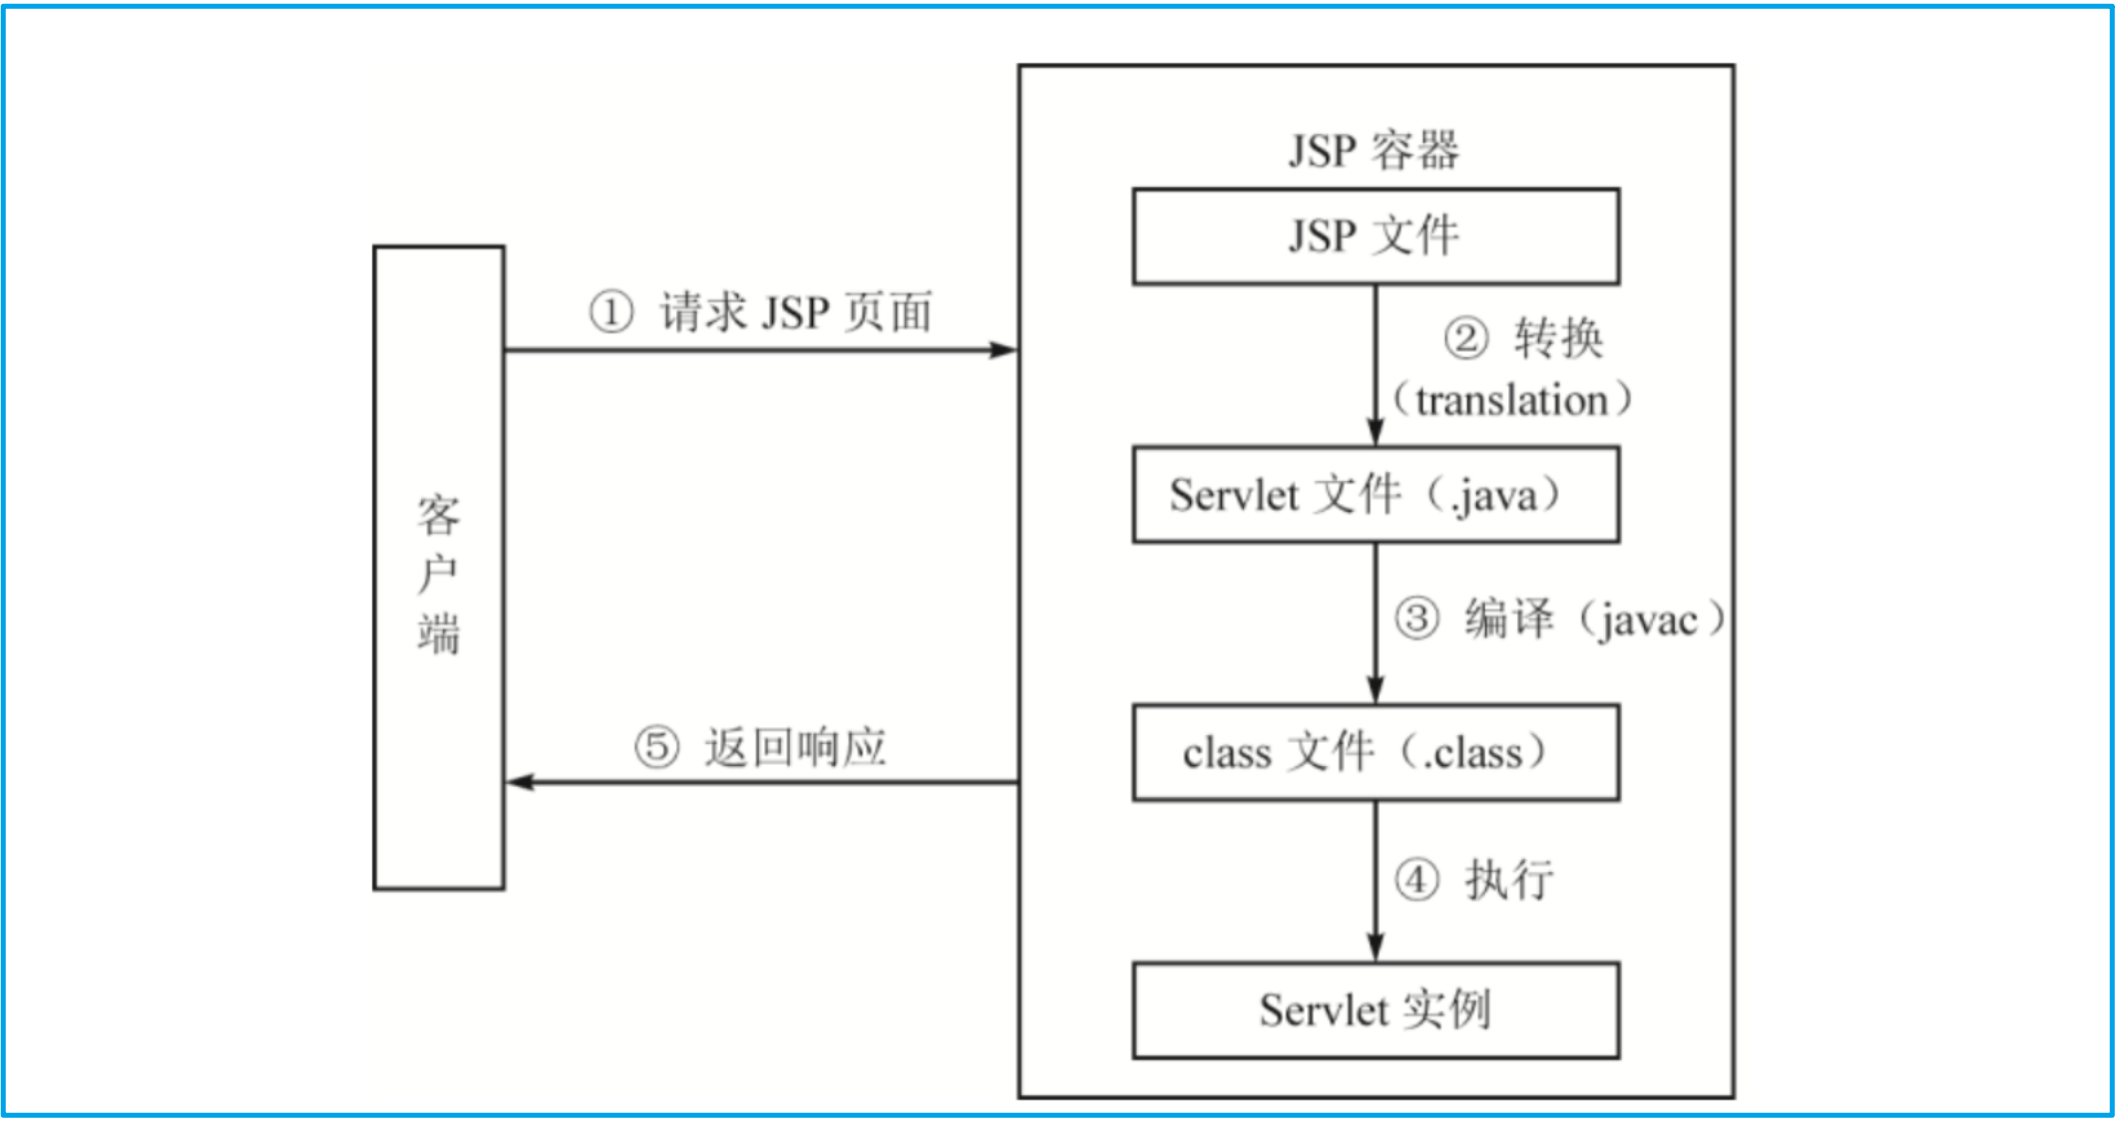 JSP 容器
JSP 文件
① 请求 JSP 页面
② 转换
（translation）
Servlet 文件（.java）
客
户
端
③ 编译（javac）
⑤ 返回响应
class 文件（.class）
④ 执行
Servlet 实例